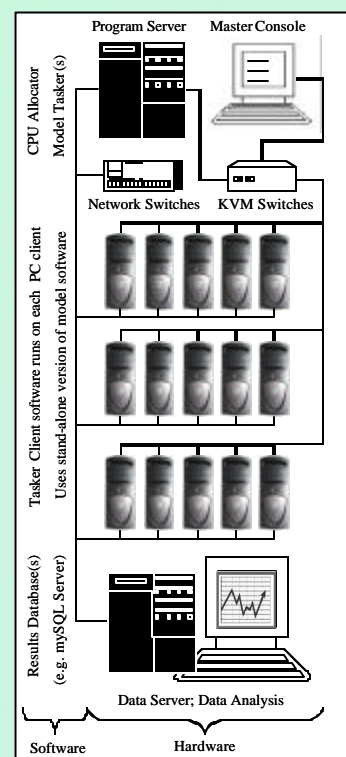 Program Server
Master Console
CPU Allocator
Model Tasker(s)
Network Switches
KVM Switches
Tasker Client software runs on each PC client
Uses stand-alone version of model software
Results Database(s)
(e.g. mySQL Server)
Data Server; Data Analysis
Software
Hardware